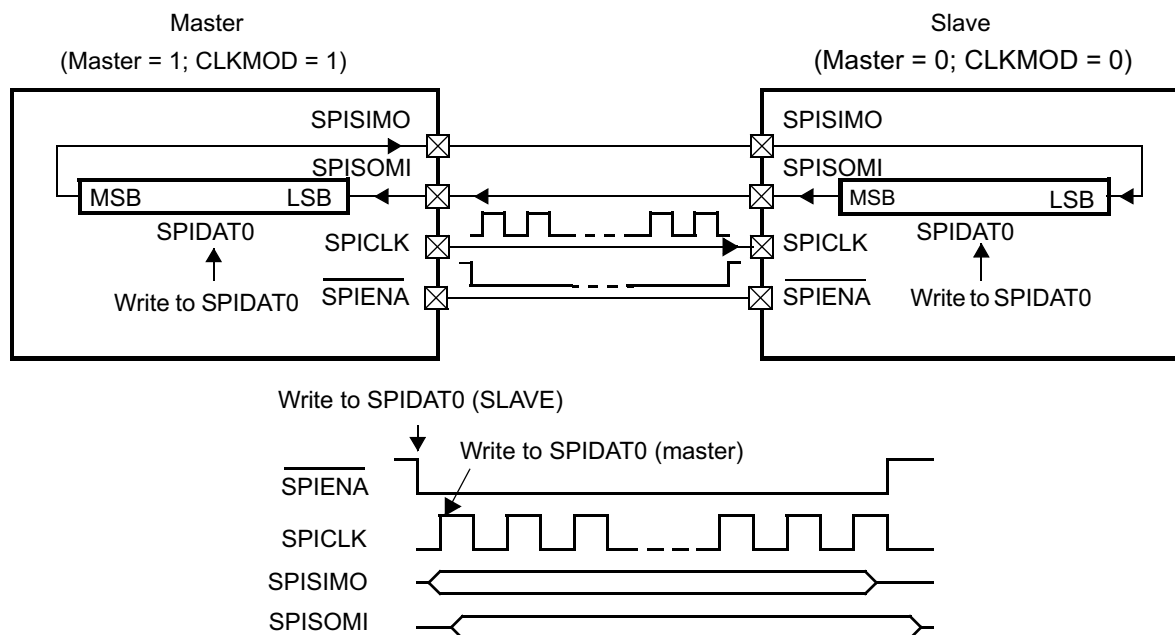 Master
(Master = 1; CLKMOD = 1)
Slave
(Master = 0; CLKMOD = 0)
SPISIMO
SPISIMO
SPISOMI
SPISOMI
MSB
LSB
MSB
LSB
SPIDAT0
SPICLK
SPICLK
SPIDAT0
Write to SPIDAT0
SPIENA
SPIENA
Write to SPIDAT0
Write to SPIDAT0 (SLAVE)
Write to SPIDAT0 (master)
SPIENA
SPICLK
SPISIMO
SPISOMI